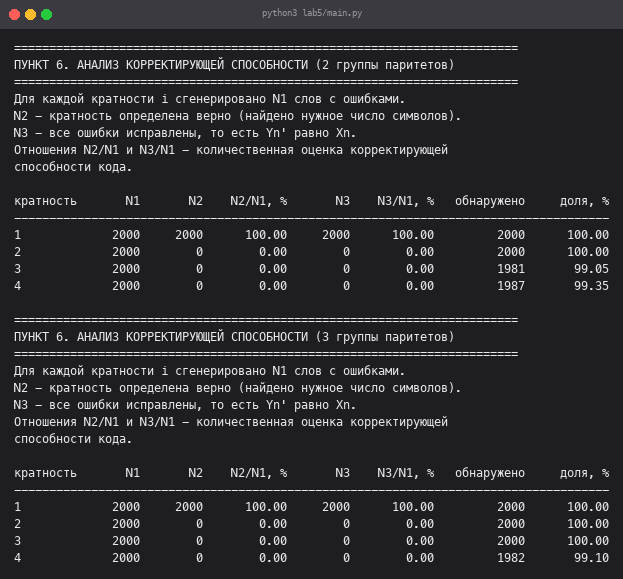 python3 lab5/main.py
========================================================================
ПУНКТ 6. АНАЛИЗ КОРРЕКТИРУЮЩЕЙ СПОСОБНОСТИ (2 группы паритетов)
========================================================================
Для каждой кратности i сгенерировано N1 слов с ошибками.
N2 — кратность определена верно (найдено нужное число символов).
N3 — все ошибки исправлены, то есть Yn' равно Xn.
Отношения N2/N1 и N3/N1 — количественная оценка корректирующей
способности кода.
кратность N1 N2 N2/N1, % N3 N3/N1, % обнаружено доля, %
─────────────────────────────────────────────────────────────────────────────────────
1 2000 2000 100.00 2000 100.00 2000 100.00
2 2000 0 0.00 0 0.00 2000 100.00
3 2000 0 0.00 0 0.00 1981 99.05
4 2000 0 0.00 0 0.00 1987 99.35
========================================================================
ПУНКТ 6. АНАЛИЗ КОРРЕКТИРУЮЩЕЙ СПОСОБНОСТИ (3 группы паритетов)
========================================================================
Для каждой кратности i сгенерировано N1 слов с ошибками.
N2 — кратность определена верно (найдено нужное число символов).
N3 — все ошибки исправлены, то есть Yn' равно Xn.
Отношения N2/N1 и N3/N1 — количественная оценка корректирующей
способности кода.
кратность N1 N2 N2/N1, % N3 N3/N1, % обнаружено доля, %
─────────────────────────────────────────────────────────────────────────────────────
1 2000 2000 100.00 2000 100.00 2000 100.00
2 2000 0 0.00 0 0.00 2000 100.00
3 2000 0 0.00 0 0.00 2000 100.00
4 2000 0 0.00 0 0.00 1982 99.10